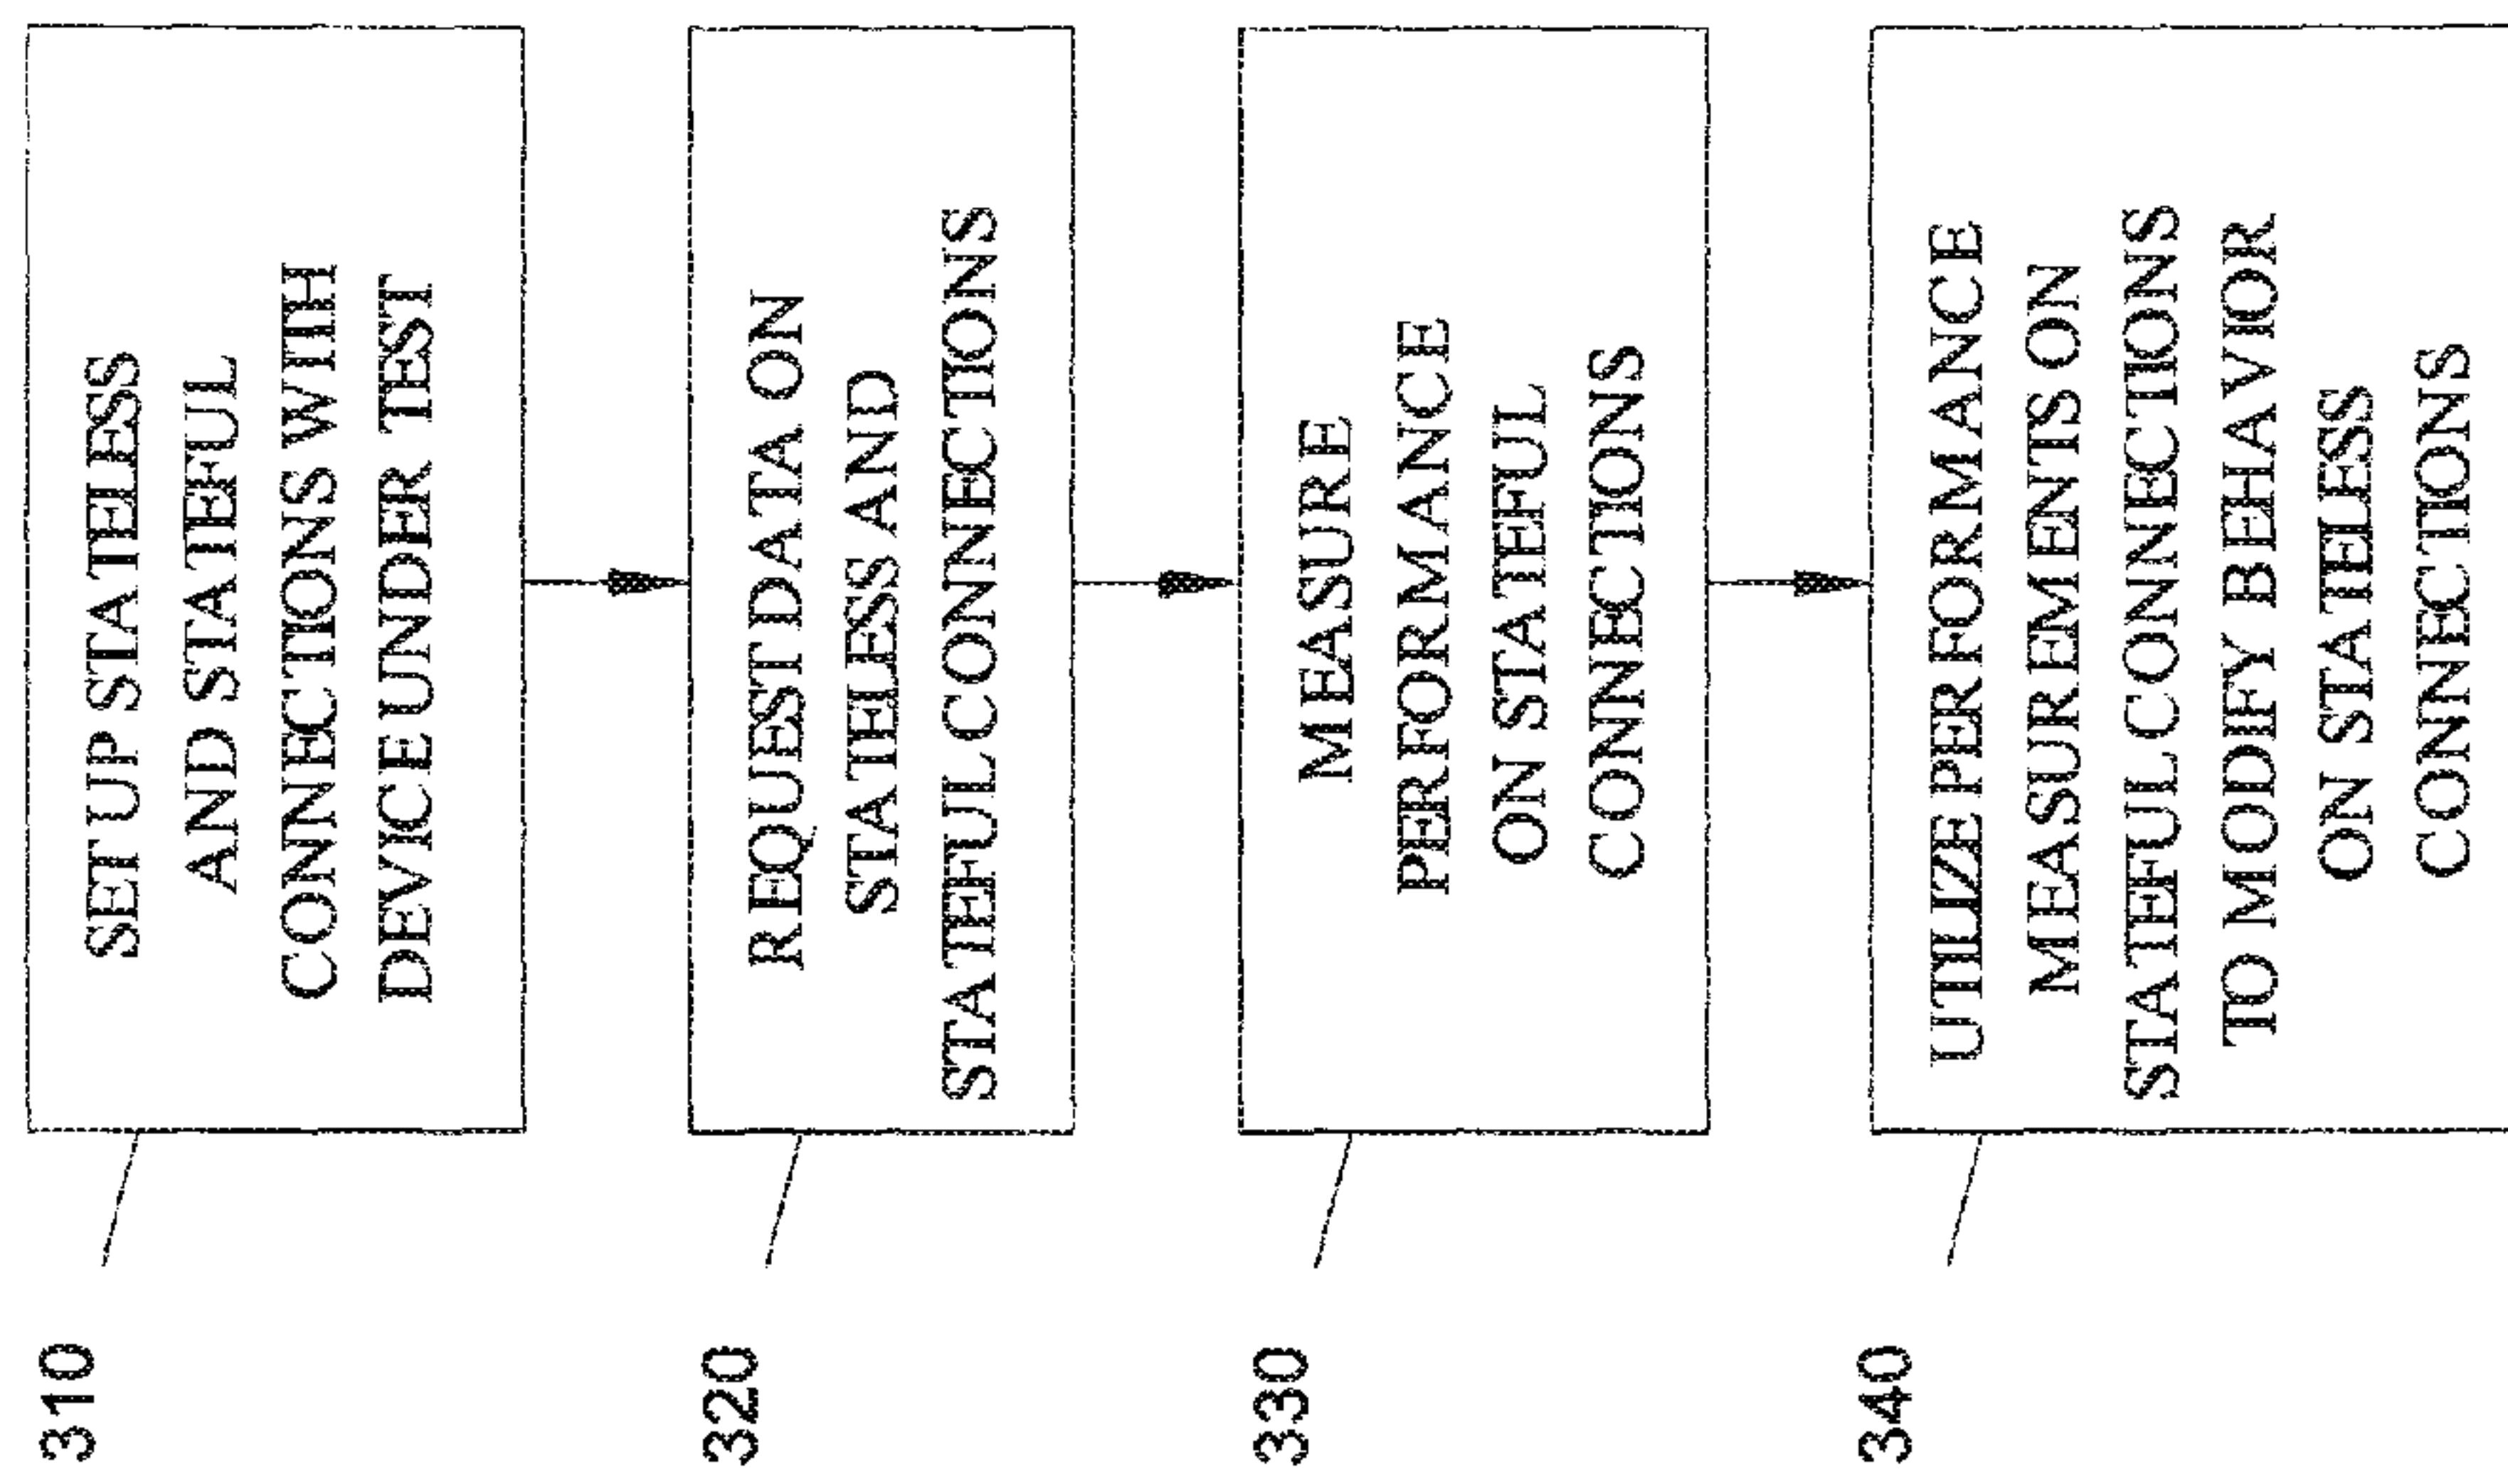 310
SET UP STATELESS
AND STATEFUL
CONNECTIONS WITH
DEVICE UNDER TEST
320
REQUEST DATA ON
STATELESS AND
STATEFUL CONNECTIONS
330
MEASURE
PERFORMANCE
ON STATEFUL
CONNECTIONS
340
UTILIZE PERFORMANCE
MEASUREMENTS ON
STATEFUL CONNECTIONS
TO MODIFY BEHAVIOR
ON STATELESS
CONNECTIONS